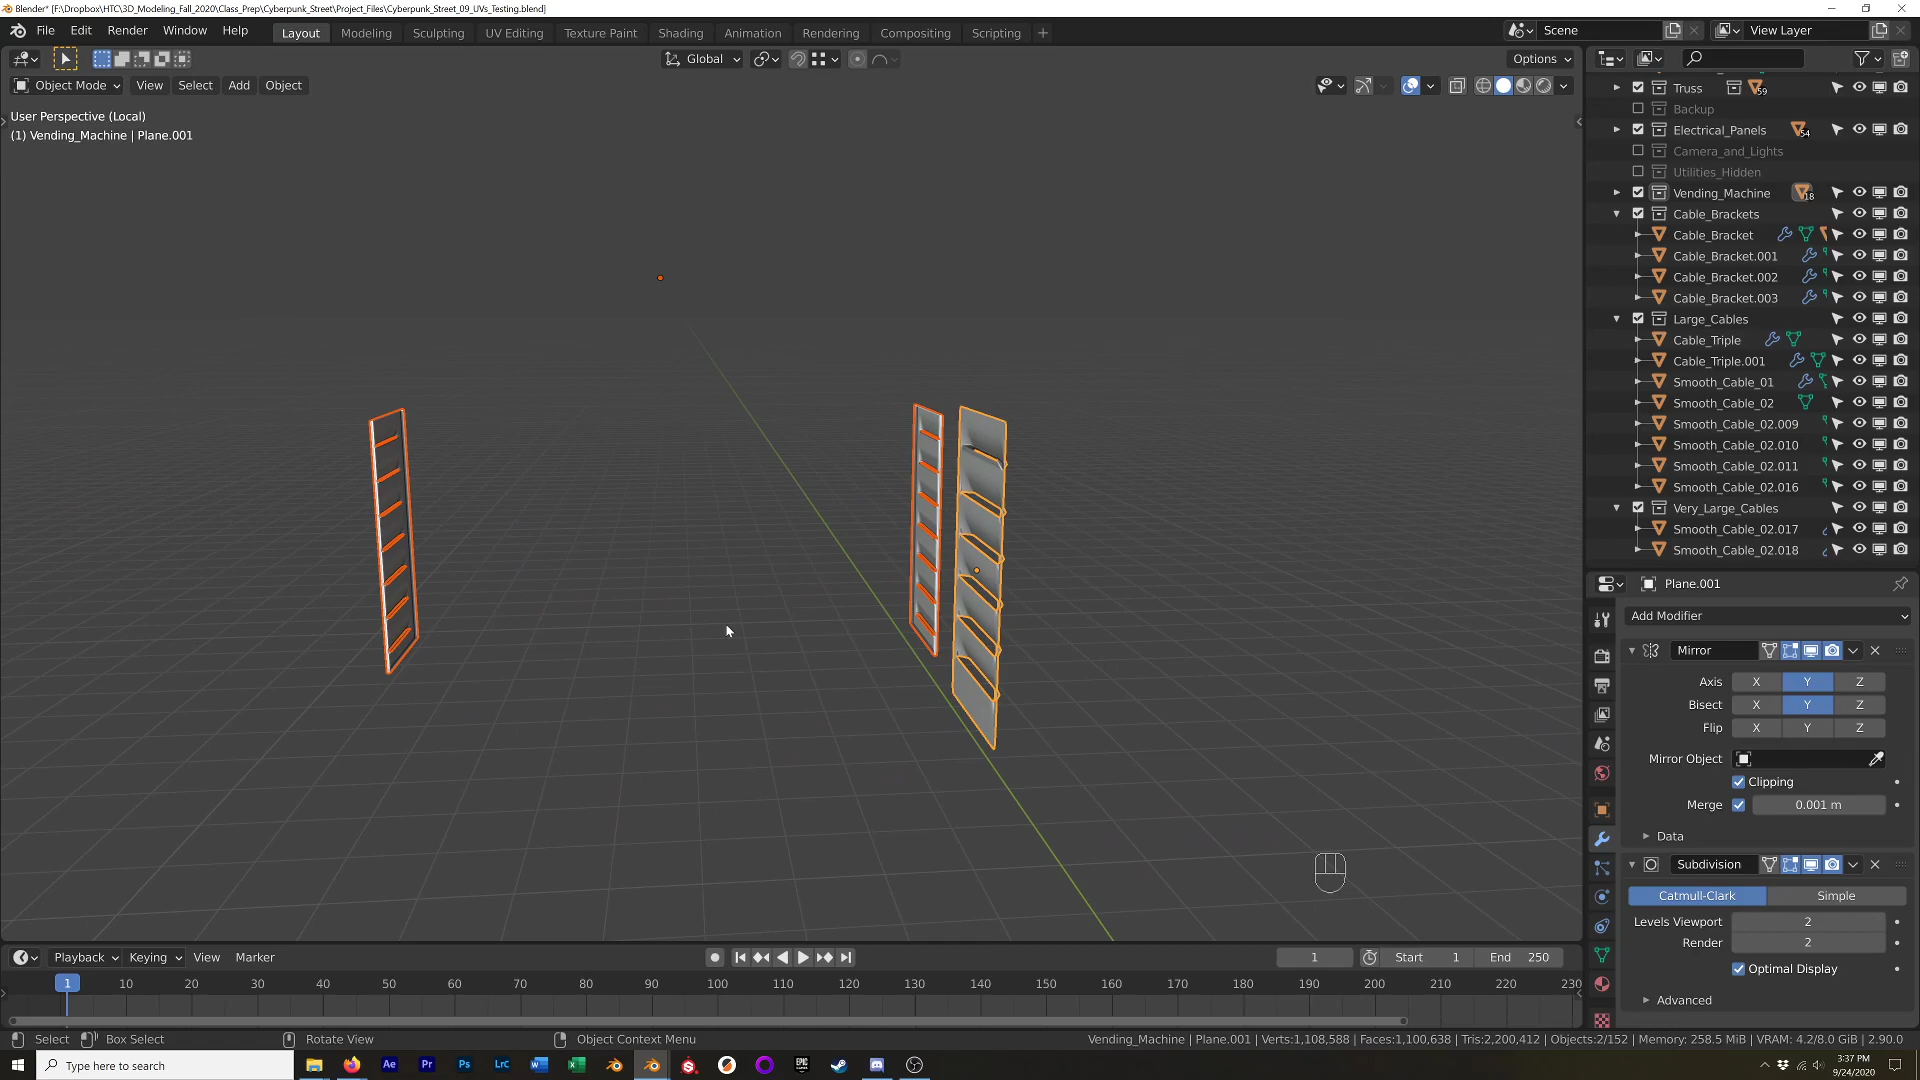 Blender* [F:\Dropbox\HTC\3D_Modeling_Fall_2020\Class_Prep\Cyberpunk_Street\Project_Files\Cyberpunk_Street_09_UVs_Testing.blend]
File Edit Render Window Help Layout Modeling Sculpting UV Editing Texture Paint Shading Animation Rendering Compositing Scripting + Scene View Layer
Global Options
Object Mode View Select Add Object
User Perspective (Local)
(1) Vending_Machine | Plane.001
Truss 59
Backup
Electrical_Panels 54
Camera_and_Lights
Utilities_Hidden
Vending_Machine 18
Cable_Brackets
Cable_Bracket
Cable_Bracket.001
Cable_Bracket.002
Cable_Bracket.003
Large_Cables
Cable_Triple
Cable_Triple.001
Smooth_Cable_01
Smooth_Cable_02
Smooth_Cable_02.009
Smooth_Cable_02.010
Smooth_Cable_02.011
Smooth_Cable_02.016
Very_Large_Cables
Smooth_Cable_02.017
Smooth_Cable_02.018
Plane.001
Add Modifier
Mirror
Axis X Y Z
Bisect X Y Z
Flip X Y Z
Mirror Object
Clipping
Merge 0.001 m
Data
Subdivision
Catmull-Clark Simple
Levels Viewport 2
Render 2
Optimal Display
Advanced
Playback Keying View Marker 1 Start 1 End 250
1 10 20 30 40 50 60 70 80 90 100 110 120 130 140 150 160 170 180 190 200 210 220 230
Select Box Select Rotate View Object Context Menu Vending_Machine | Plane.001 | Verts:1,108,588 | Faces:1,100,638 | Tris:2,200,412 | Objects:2/152 | Memory: 258.5 MiB | VRAM: 4.2/8.0 GiB | 2.90.0
Type here to search Ae Pr Ps Lrc 3:37 PM
9/24/2020